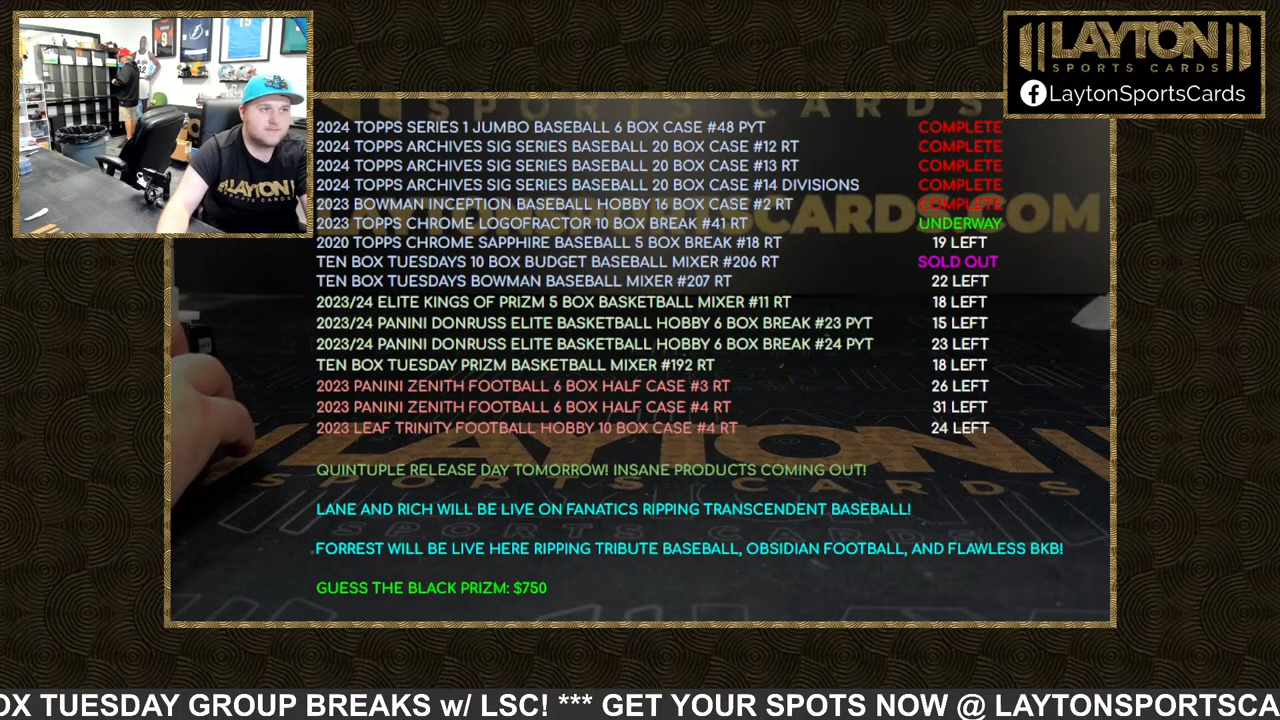 LAYTON
SPORTS CARDS
LaytonSportsCards
2024 TOPPS SERIES 1 JUMBO BASEBALL 6 BOX CASE #48 PYT COMPLETE
2024 TOPPS ARCHIVES SIG SERIES BASEBALL 20 BOX CASE #12 RT COMPLETE
2024 TOPPS ARCHIVES SIG SERIES BASEBALL 20 BOX CASE #13 RT COMPLETE
2024 TOPPS ARCHIVES SIG SERIES BASEBALL 20 BOX CASE #14 DIVISIONS COMPLETE
2023 BOWMAN INCEPTION BASEBALL HOBBY 16 BOX CASE #2 RT COMPLETE
2023 TOPPS CHROME LOGOFRACTOR 10 BOX BREAK #41 RT UNDERWAY
2020 TOPPS CHROME SAPPHIRE BASEBALL 5 BOX BREAK #18 RT 19 LEFT
TEN BOX TUESDAYS 10 BOX BUDGET BASEBALL MIXER #206 RT SOLD OUT
TEN BOX TUESDAYS BOWMAN BASEBALL MIXER #207 RT 22 LEFT
2023/24 ELITE KINGS OF PRIZM 5 BOX BASKETBALL MIXER #11 RT 18 LEFT
2023/24 PANINI DONRUSS ELITE BASKETBALL HOBBY 6 BOX BREAK #23 PYT 15 LEFT
2023/24 PANINI DONRUSS ELITE BASKETBALL HOBBY 6 BOX BREAK #24 PYT 23 LEFT
TEN BOX TUESDAY PRIZM BASKETBALL MIXER #192 RT 18 LEFT
2023 PANINI ZENITH FOOTBALL 6 BOX HALF CASE #3 RT 26 LEFT
2023 PANINI ZENITH FOOTBALL 6 BOX HALF CASE #4 RT 31 LEFT
2023 LEAF TRINITY FOOTBALL HOBBY 10 BOX CASE #4 RT 24 LEFT
LAYTON
QUINTUPLE RELEASE DAY TOMORROW! INSANE PRODUCTS COMING OUT!
SPORTS CARDS
LANE AND RICH WILL BE LIVE ON FANATICS RIPPING TRANSCENDENT BASEBALL!
FORREST WILL BE LIVE HERE RIPPING TRIBUTE BASEBALL, OBSIDIAN FOOTBALL, AND FLAWLESS BKB!
GUESS THE BLACK PRIZM: $750
OX TUESDAY GROUP BREAKS w/ LSC! *** GET YOUR SPOTS NOW @ LAYTONSPORTSCA